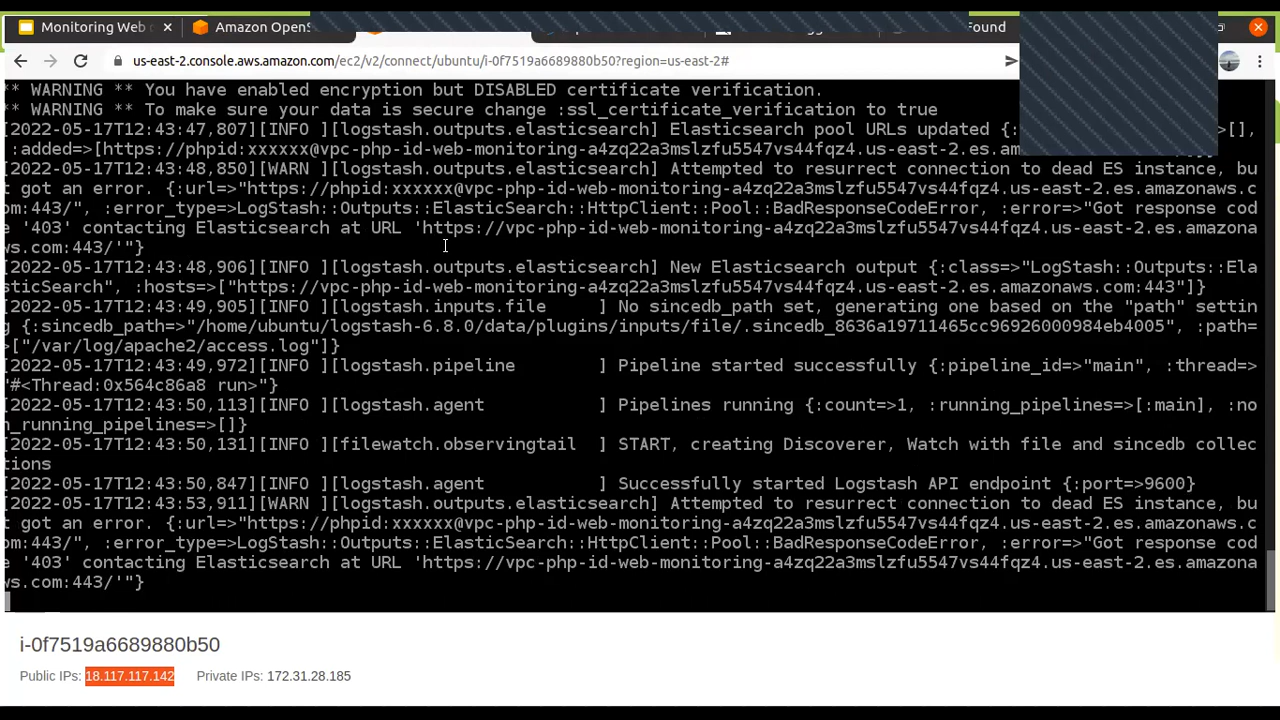 Monitoring Web
Amazon OpenS
Found
us-east-2.console.aws.amazon.com/ec2/v2/connect/ubuntu/i-0f7519a6689880b50?region=us-east-2#
** WARNING ** You have enabled encryption but DISABLED certificate verification.
** WARNING ** To make sure your data is secure change :ssl_certificate_verification to true
[2022-05-17T12:43:47,807][INFO ][logstash.outputs.elasticsearch] Elasticsearch pool URLs updated {: >[],
:added=>[https://phpid:xxxxxx@vpc-php-id-web-monitoring-a4zq22a3mslzfu5547vs44fqz4.us-east-2.es.am
[2022-05-17T12:43:48,850][WARN ][logstash.outputs.elasticsearch] Attempted to resurrect connection to dead ES instance, bu
t got an error. {:url=>"https://phpid:xxxxxx@vpc-php-id-web-monitoring-a4zq22a3mslzfu5547vs44fqz4.us-east-2.es.amazonaws.c
om:443/", :error_type=>LogStash::Outputs::ElasticSearch::HttpClient::Pool::BadResponseCodeError, :error=>"Got response cod
e '403' contacting Elasticsearch at URL 'https://vpc-php-id-web-monitoring-a4zq22a3mslzfu5547vs44fqz4.us-east-2.es.amazona
ws.com:443/'"}
[2022-05-17T12:43:48,906][INFO ][logstash.outputs.elasticsearch] New Elasticsearch output {:class=>"LogStash::Outputs::Ela
sticSearch", :hosts=>["https://vpc-php-id-web-monitoring-a4zq22a3mslzfu5547vs44fqz4.us-east-2.es.amazonaws.com:443"]}
[2022-05-17T12:43:49,905][INFO ][logstash.inputs.file ] No sincedb_path set, generating one based on the "path" settin
g {:sincedb_path=>"/home/ubuntu/logstash-6.8.0/data/plugins/inputs/file/.sincedb_8636a19711465cc96926000984eb4005", :path=
>["/var/log/apache2/access.log"]}
[2022-05-17T12:43:49,972][INFO ][logstash.pipeline ] Pipeline started successfully {:pipeline_id=>"main", :thread=>
"#<Thread:0x564c86a8 run>"}
[2022-05-17T12:43:50,113][INFO ][logstash.agent ] Pipelines running {:count=>1, :running_pipelines=>[:main], :no
n_running_pipelines=>[]}
[2022-05-17T12:43:50,131][INFO ][filewatch.observingtail ] START, creating Discoverer, Watch with file and sincedb collec
tions
[2022-05-17T12:43:50,847][INFO ][logstash.agent ] Successfully started Logstash API endpoint {:port=>9600}
[2022-05-17T12:43:53,911][WARN ][logstash.outputs.elasticsearch] Attempted to resurrect connection to dead ES instance, bu
t got an error. {:url=>"https://phpid:xxxxxx@vpc-php-id-web-monitoring-a4zq22a3mslzfu5547vs44fqz4.us-east-2.es.amazonaws.c
om:443/", :error_type=>LogStash::Outputs::ElasticSearch::HttpClient::Pool::BadResponseCodeError, :error=>"Got response cod
e '403' contacting Elasticsearch at URL 'https://vpc-php-id-web-monitoring-a4zq22a3mslzfu5547vs44fqz4.us-east-2.es.amazona
ws.com:443/'"}
i-0f7519a6689880b50
Public IPs: 18.117.117.142 Private IPs: 172.31.28.185